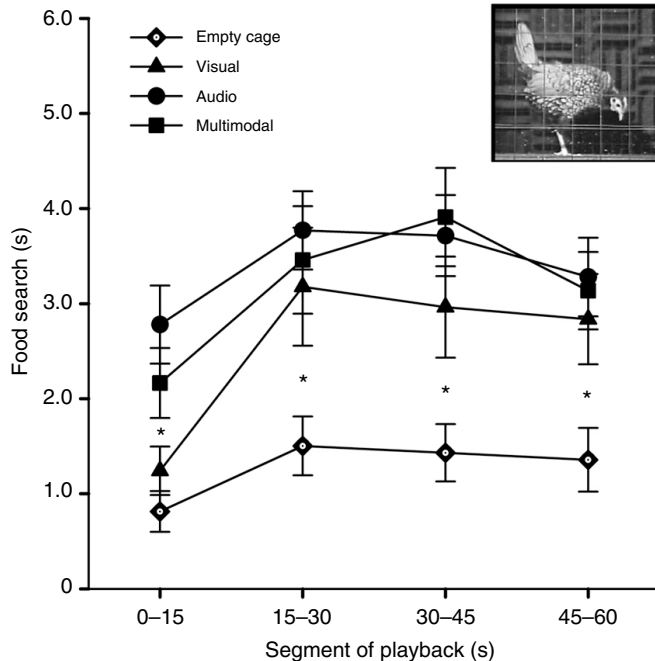 6.0
5.0
4.0
3.0
2.0
1.0
0
Food search (s)
Empty cage
Visual
Audio
Multimodal
*
*
*
*
0–15
15–30
30–45
45–60
Segment of playback (s)